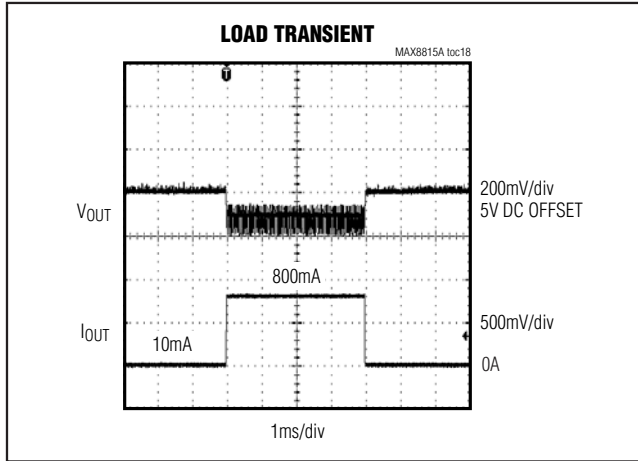 LOAD TRANSIENT
MAX8815A toc18
T
200mV/div
5V DC OFFSET
VOUT
800mA
500mV/div
IOUT
10mA
0A
1ms/div